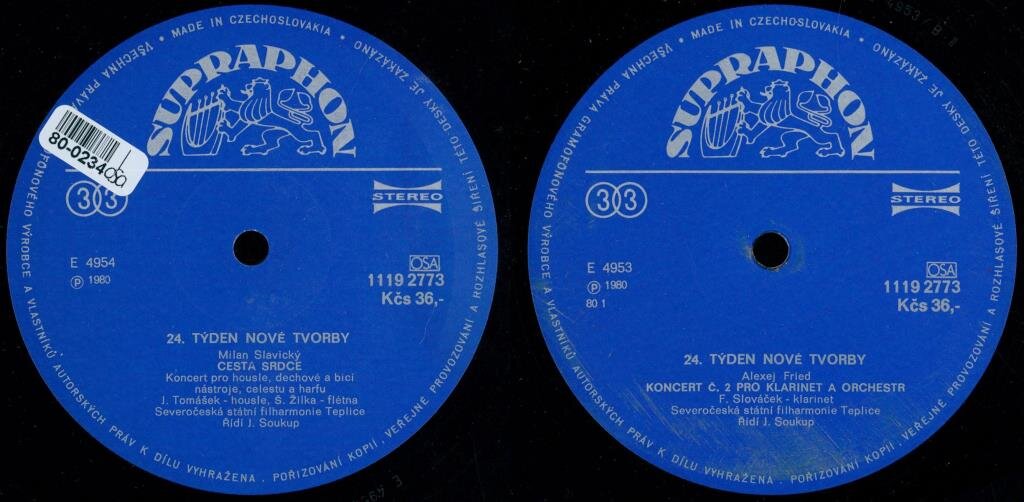 VŠECHNA PRÁVA GRAMOFONOVÉHO VÝROBCE A VLASTNÍKŮ AUTORSKÝCH PRÁV K DÍLU VYHRAŽENA. POŘIZOVÁNÍ KOPIÍ, VEŘEJNÉ PROVOZOVÁNÍ A ROZHLASOVÉ ŠÍŘENÍ TÉTO DESKY JE ZAKÁZÁNO • MADE IN CZECHOSLOVAKIA •
SUPRAPHON
80-0234
33
STEREO
E 4954
Ⓟ 1980
OSA
1119 2773
Kčs 36,-
24. TÝDEN NOVÉ TVORBY
Milan Slavický
CESTA SRDCE
Koncert pro housle, dechové a bicí
nástroje, celestu a harfu
J. Tomášek - housle, Š. Žilka - flétna
Severočeská státní filharmonie Teplice
Řídí J. Soukup
4953/B 1
VŠECHNA PRÁVA GRAMOFONOVÉHO VÝROBCE A VLASTNÍKŮ AUTORSKÝCH PRÁV K DÍLU VYHRAŽENA. POŘIZOVÁNÍ KOPIÍ, VEŘEJNÉ PROVOZOVÁNÍ A ROZHLASOVÉ ŠÍŘENÍ TÉTO DESKY JE ZAKÁZÁNO • MADE IN CZECHOSLOVAKIA •
SUPRAPHON
33
STEREO
E 4953
Ⓟ 1980
80 1
OSA
1119 2773
Kčs 36,-
24. TÝDEN NOVÉ TVORBY
Alexej Fried
KONCERT Č. 2 PRO KLARINET A ORCHESTR
F. Slováček - klarinet
Severočeská státní filharmonie Teplice
Řídí J. Soukup